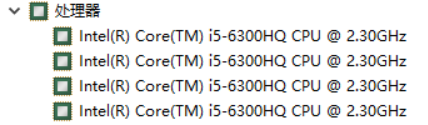 处理器
Intel(R) Core(TM) i5-6300HQ CPU @ 2.30GHz
Intel(R) Core(TM) i5-6300HQ CPU @ 2.30GHz
Intel(R) Core(TM) i5-6300HQ CPU @ 2.30GHz
Intel(R) Core(TM) i5-6300HQ CPU @ 2.30GHz